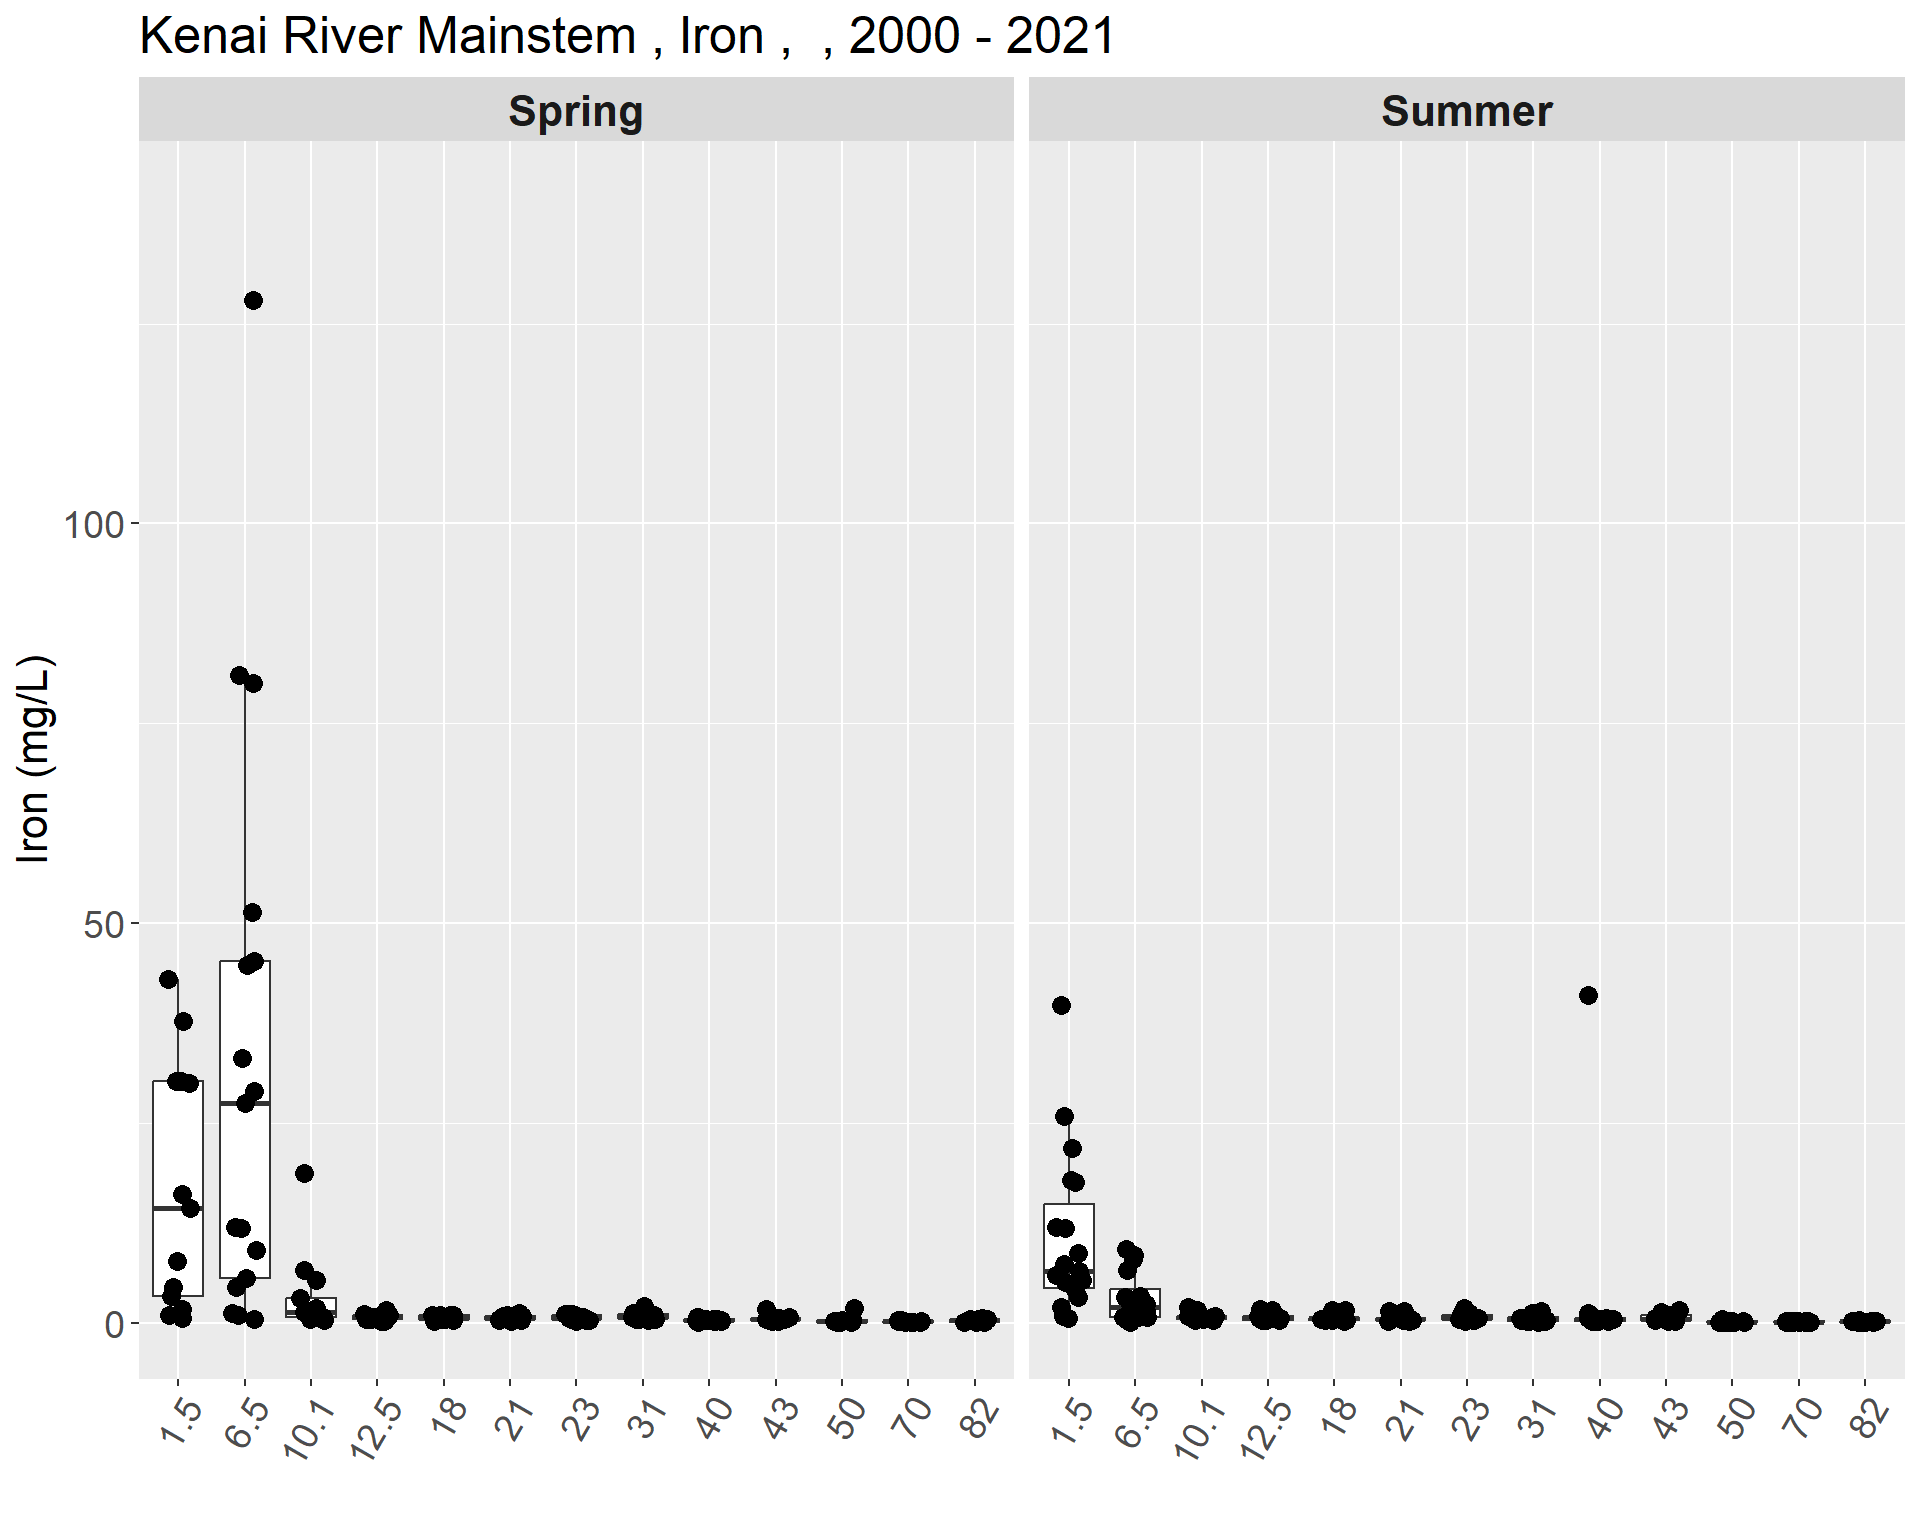 Kenai River Mainstem , Iron ,  , 2000 - 2021
Spring
Summer
Iron (mg/L)
100
50
0
1.5 6.5 10.1 12.5 18 21 23 31 40 43 50 70 82
1.5 6.5 10.1 12.5 18 21 23 31 40 43 50 70 82